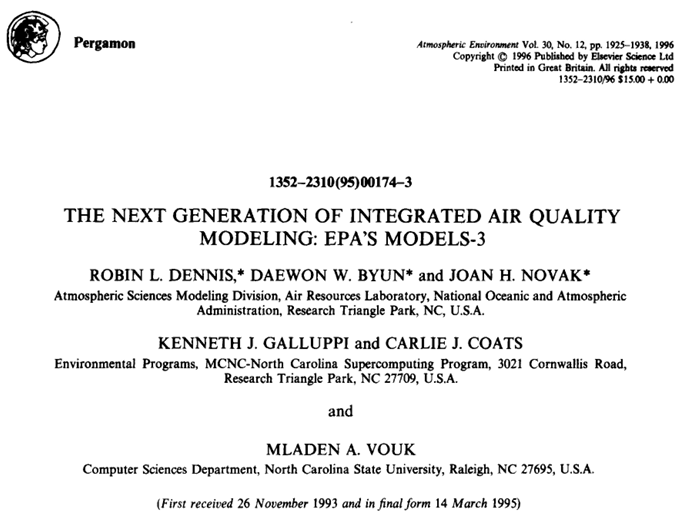 Pergamon
Atmospheric Environment Vol. 30, No. 12, pp. 1925–1938, 1996
Copyright © 1996 Published by Elsevier Science Ltd
Printed in Great Britain. All rights reserved
1352–2310/96 $15.00 + 0.00
1352–2310(95)00174–3
THE NEXT GENERATION OF INTEGRATED AIR QUALITY
MODELING: EPA'S MODELS-3
ROBIN L. DENNIS,* DAEWON W. BYUN* and JOAN H. NOVAK*
Atmospheric Sciences Modeling Division, Air Resources Laboratory, National Oceanic and Atmospheric
Administration, Research Triangle Park, NC, U.S.A.
KENNETH J. GALLUPPI and CARLIE J. COATS
Environmental Programs, MCNC-North Carolina Supercomputing Program, 3021 Cornwallis Road,
Research Triangle Park, NC 27709, U.S.A.
and
MLADEN A. VOUK
Computer Sciences Department, North Carolina State University, Raleigh, NC 27695, U.S.A.
(First received 26 November 1993 and in final form 14 March 1995)